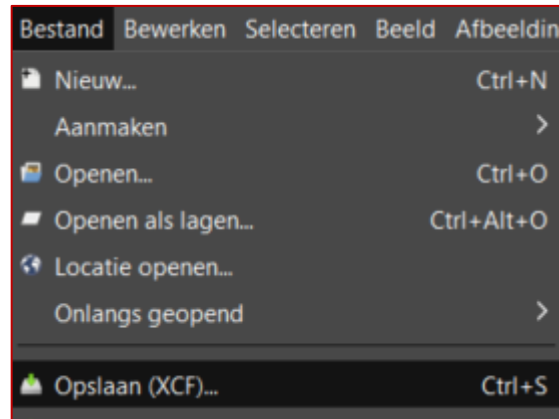 Bestand Bewerken Selecteren Beeld Afbeeldin
Nieuw... Ctrl+N
Aanmaken
Openen... Ctrl+O
Openen als lagen... Ctrl+Alt+O
Locatie openen...
Onlangs geopend
Opslaan (XCF)... Ctrl+S